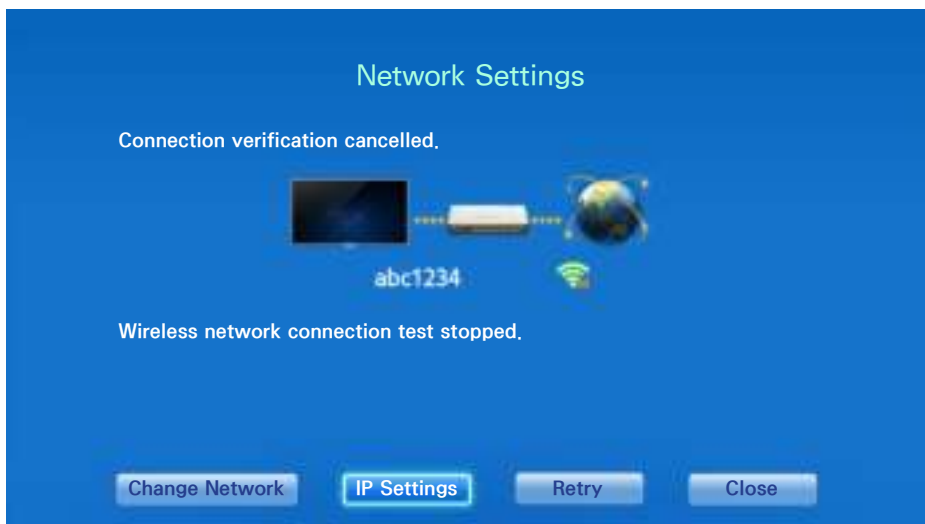 Network Settings
Connection verification cancelled.
abc1234
Wireless network connection test stopped.
Change Network IP Settings Retry Close